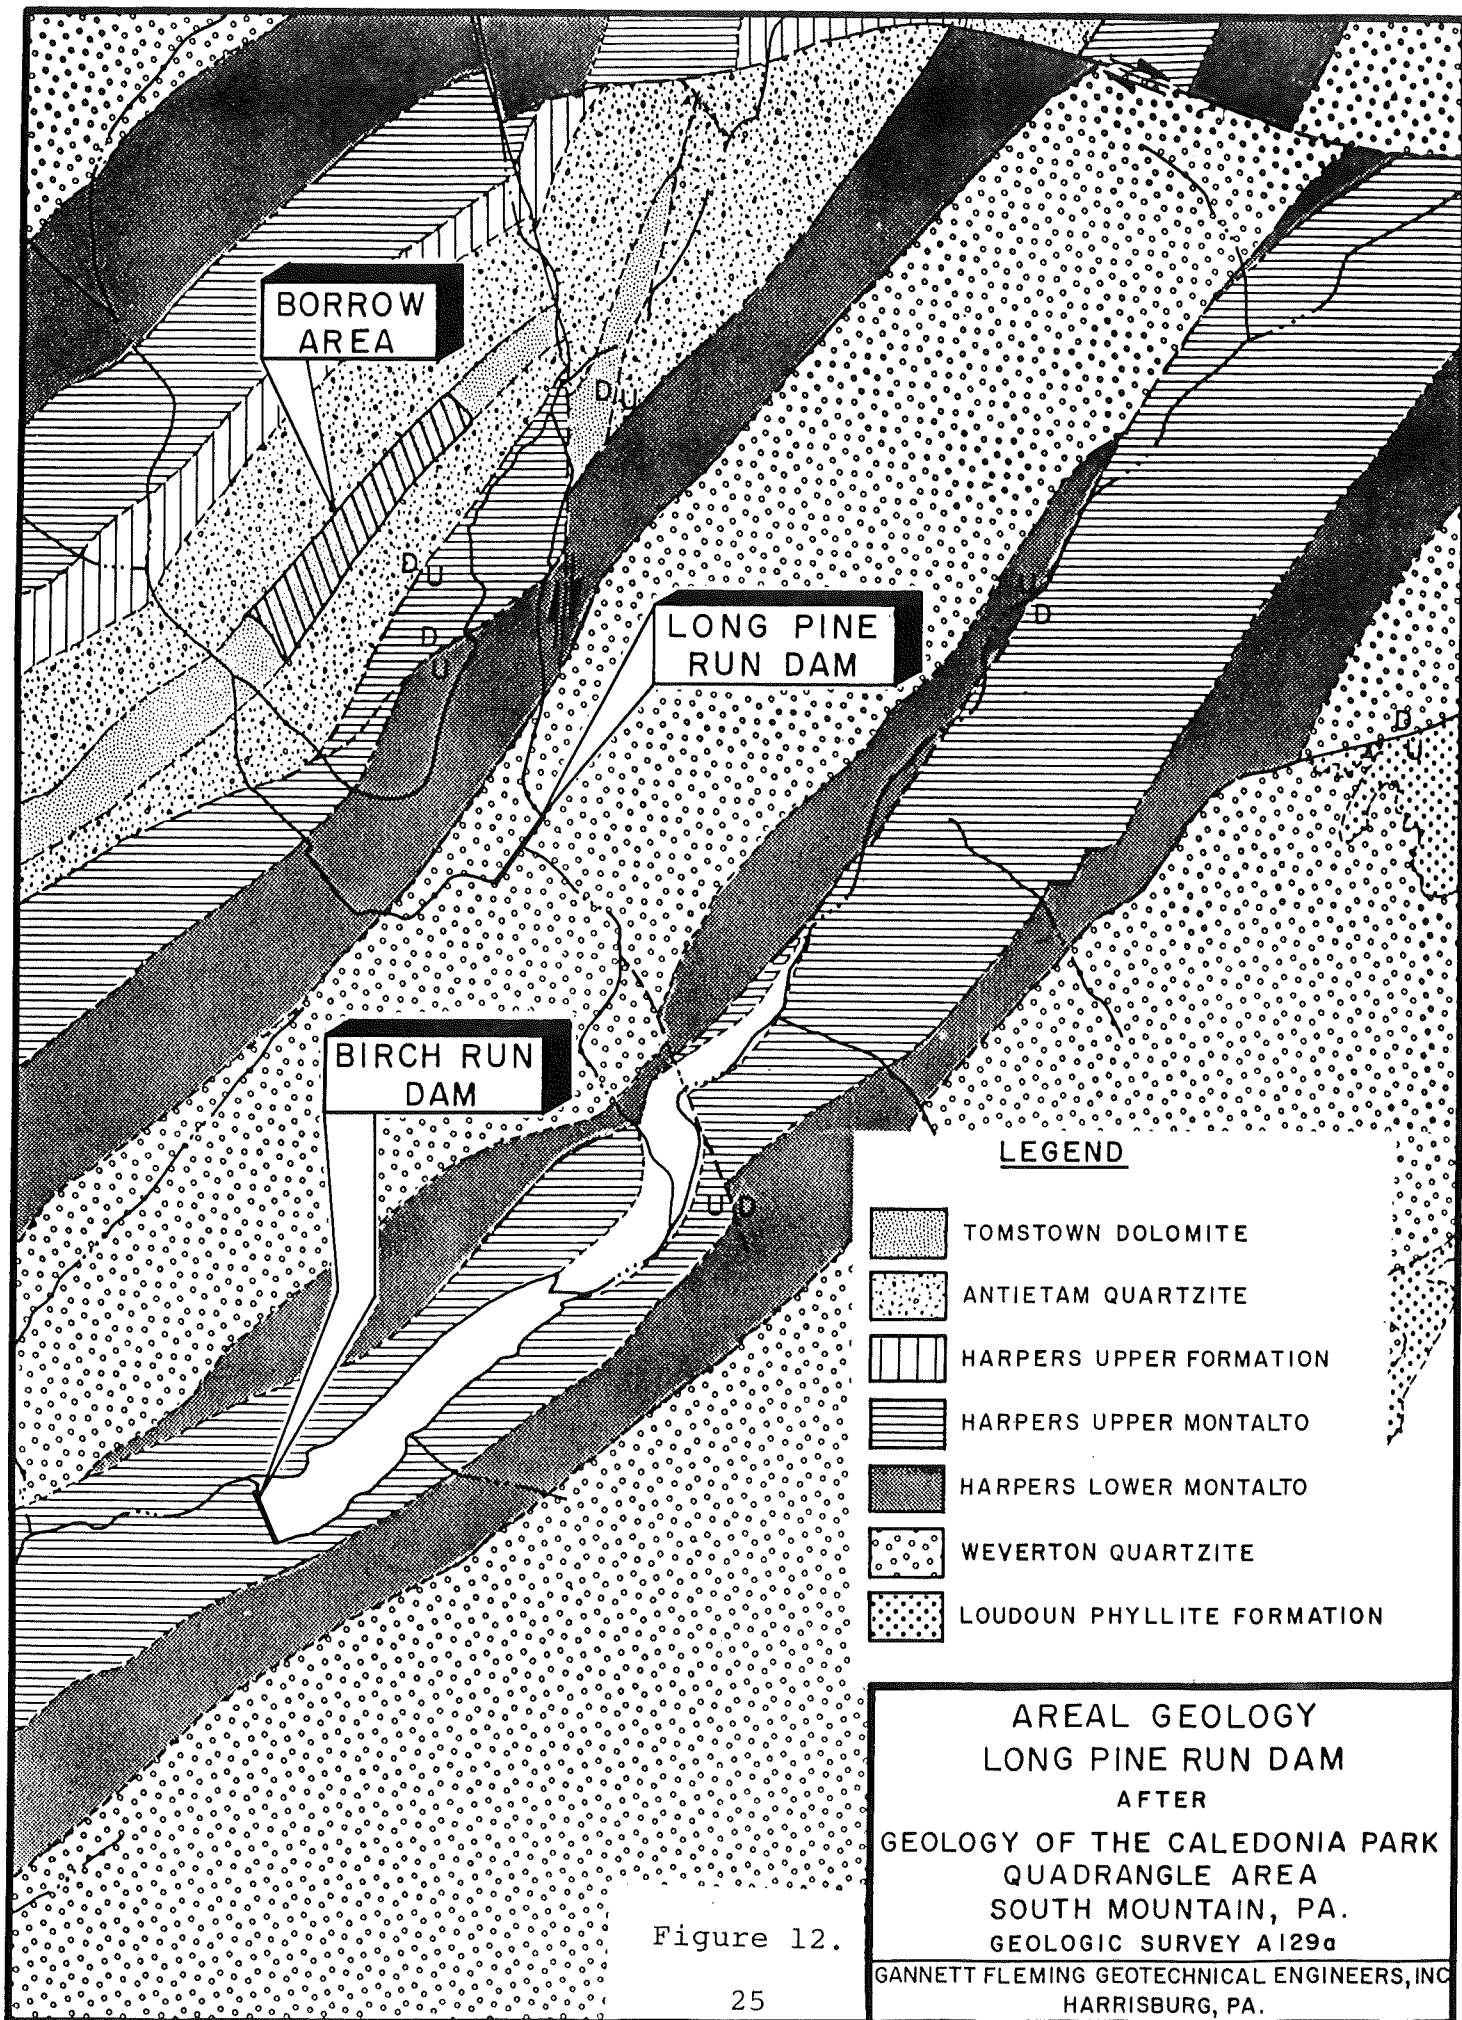 BORROW
AREA
D U
D
U
D
U
LONG PINE
RUN DAM
U
D
D
U
BIRCH RUN
DAM
U D
LEGEND
TOMSTOWN DOLOMITE
ANTIETAM QUARTZITE
HARPERS UPPER FORMATION
HARPERS UPPER MONTALTO
HARPERS LOWER MONTALTO
WEVERTON QUARTZITE
LOUDOUN PHYLLITE FORMATION
AREAL GEOLOGY
LONG PINE RUN DAM
AFTER
GEOLOGY OF THE CALEDONIA PARK
QUADRANGLE AREA
SOUTH MOUNTAIN, PA.
GEOLOGIC SURVEY A129a
GANNETT FLEMING GEOTECHNICAL ENGINEERS, INC
HARRISBURG, PA.
Figure 12.
25